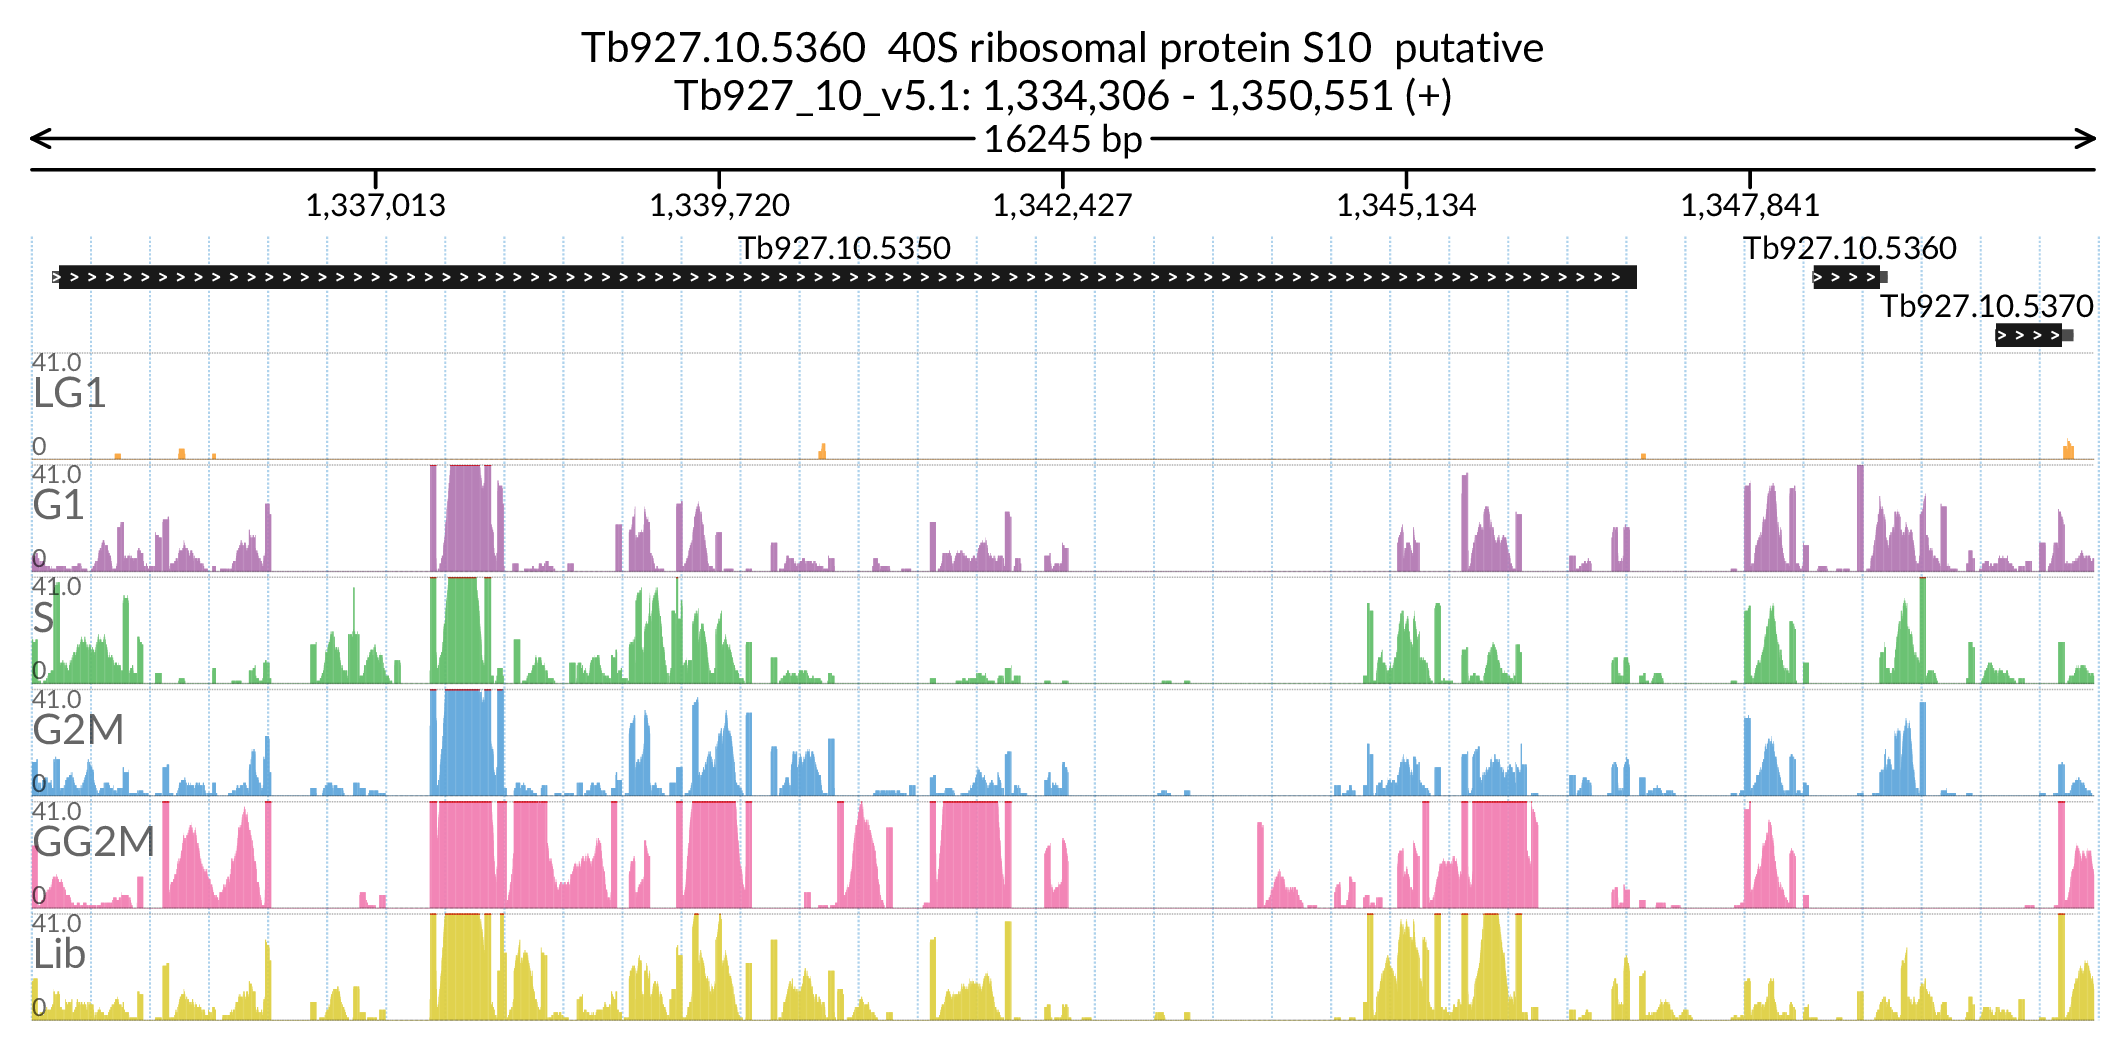 Tb927.10.5360  40S ribosomal protein S10  putative
Tb927_10_v5.1: 1,334,306 - 1,350,551 (+)
16245 bp
1,337,013 1,339,720 1,342,427 1,345,134 1,347,841
Tb927.10.5350 Tb927.10.5360
Tb927.10.5370
41.0
LG1
0
41.0
G1
0
41.0
S
0
41.0
G2M
0
41.0
GG2M
0
41.0
Lib
0